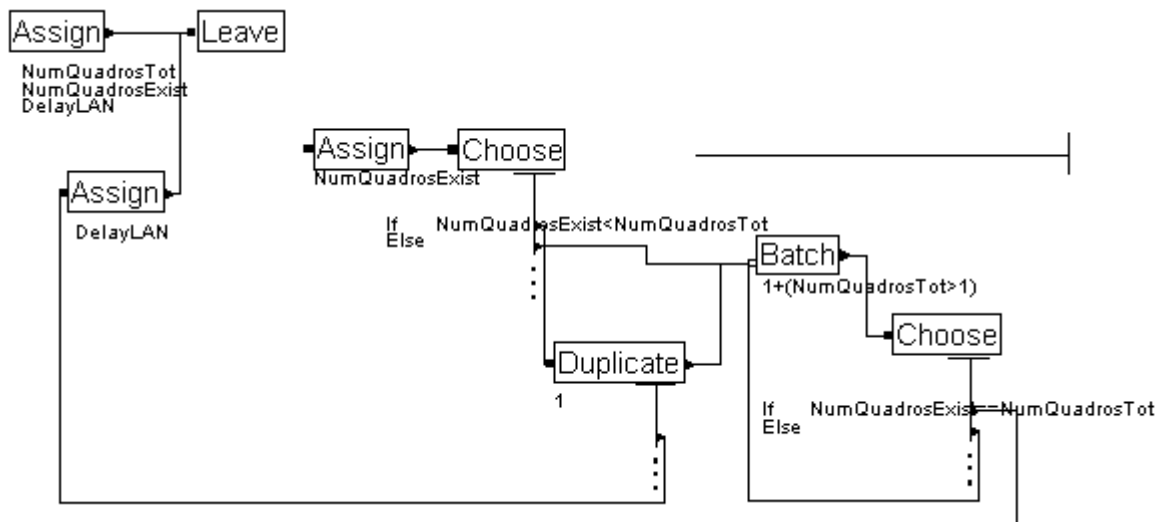 Assign
Leave
NumQuadrosTot
NumQuadrosExist
DelayLAN
Assign
Choose
NumQuadrosExist
Assign
DelayLAN
If NumQuadrosExist<NumQuadrosTot
Else
Batch
1+(NumQuadrosTot>1)
Choose
Duplicate
1
If NumQuadrosExist==NumQuadrosTot
Else